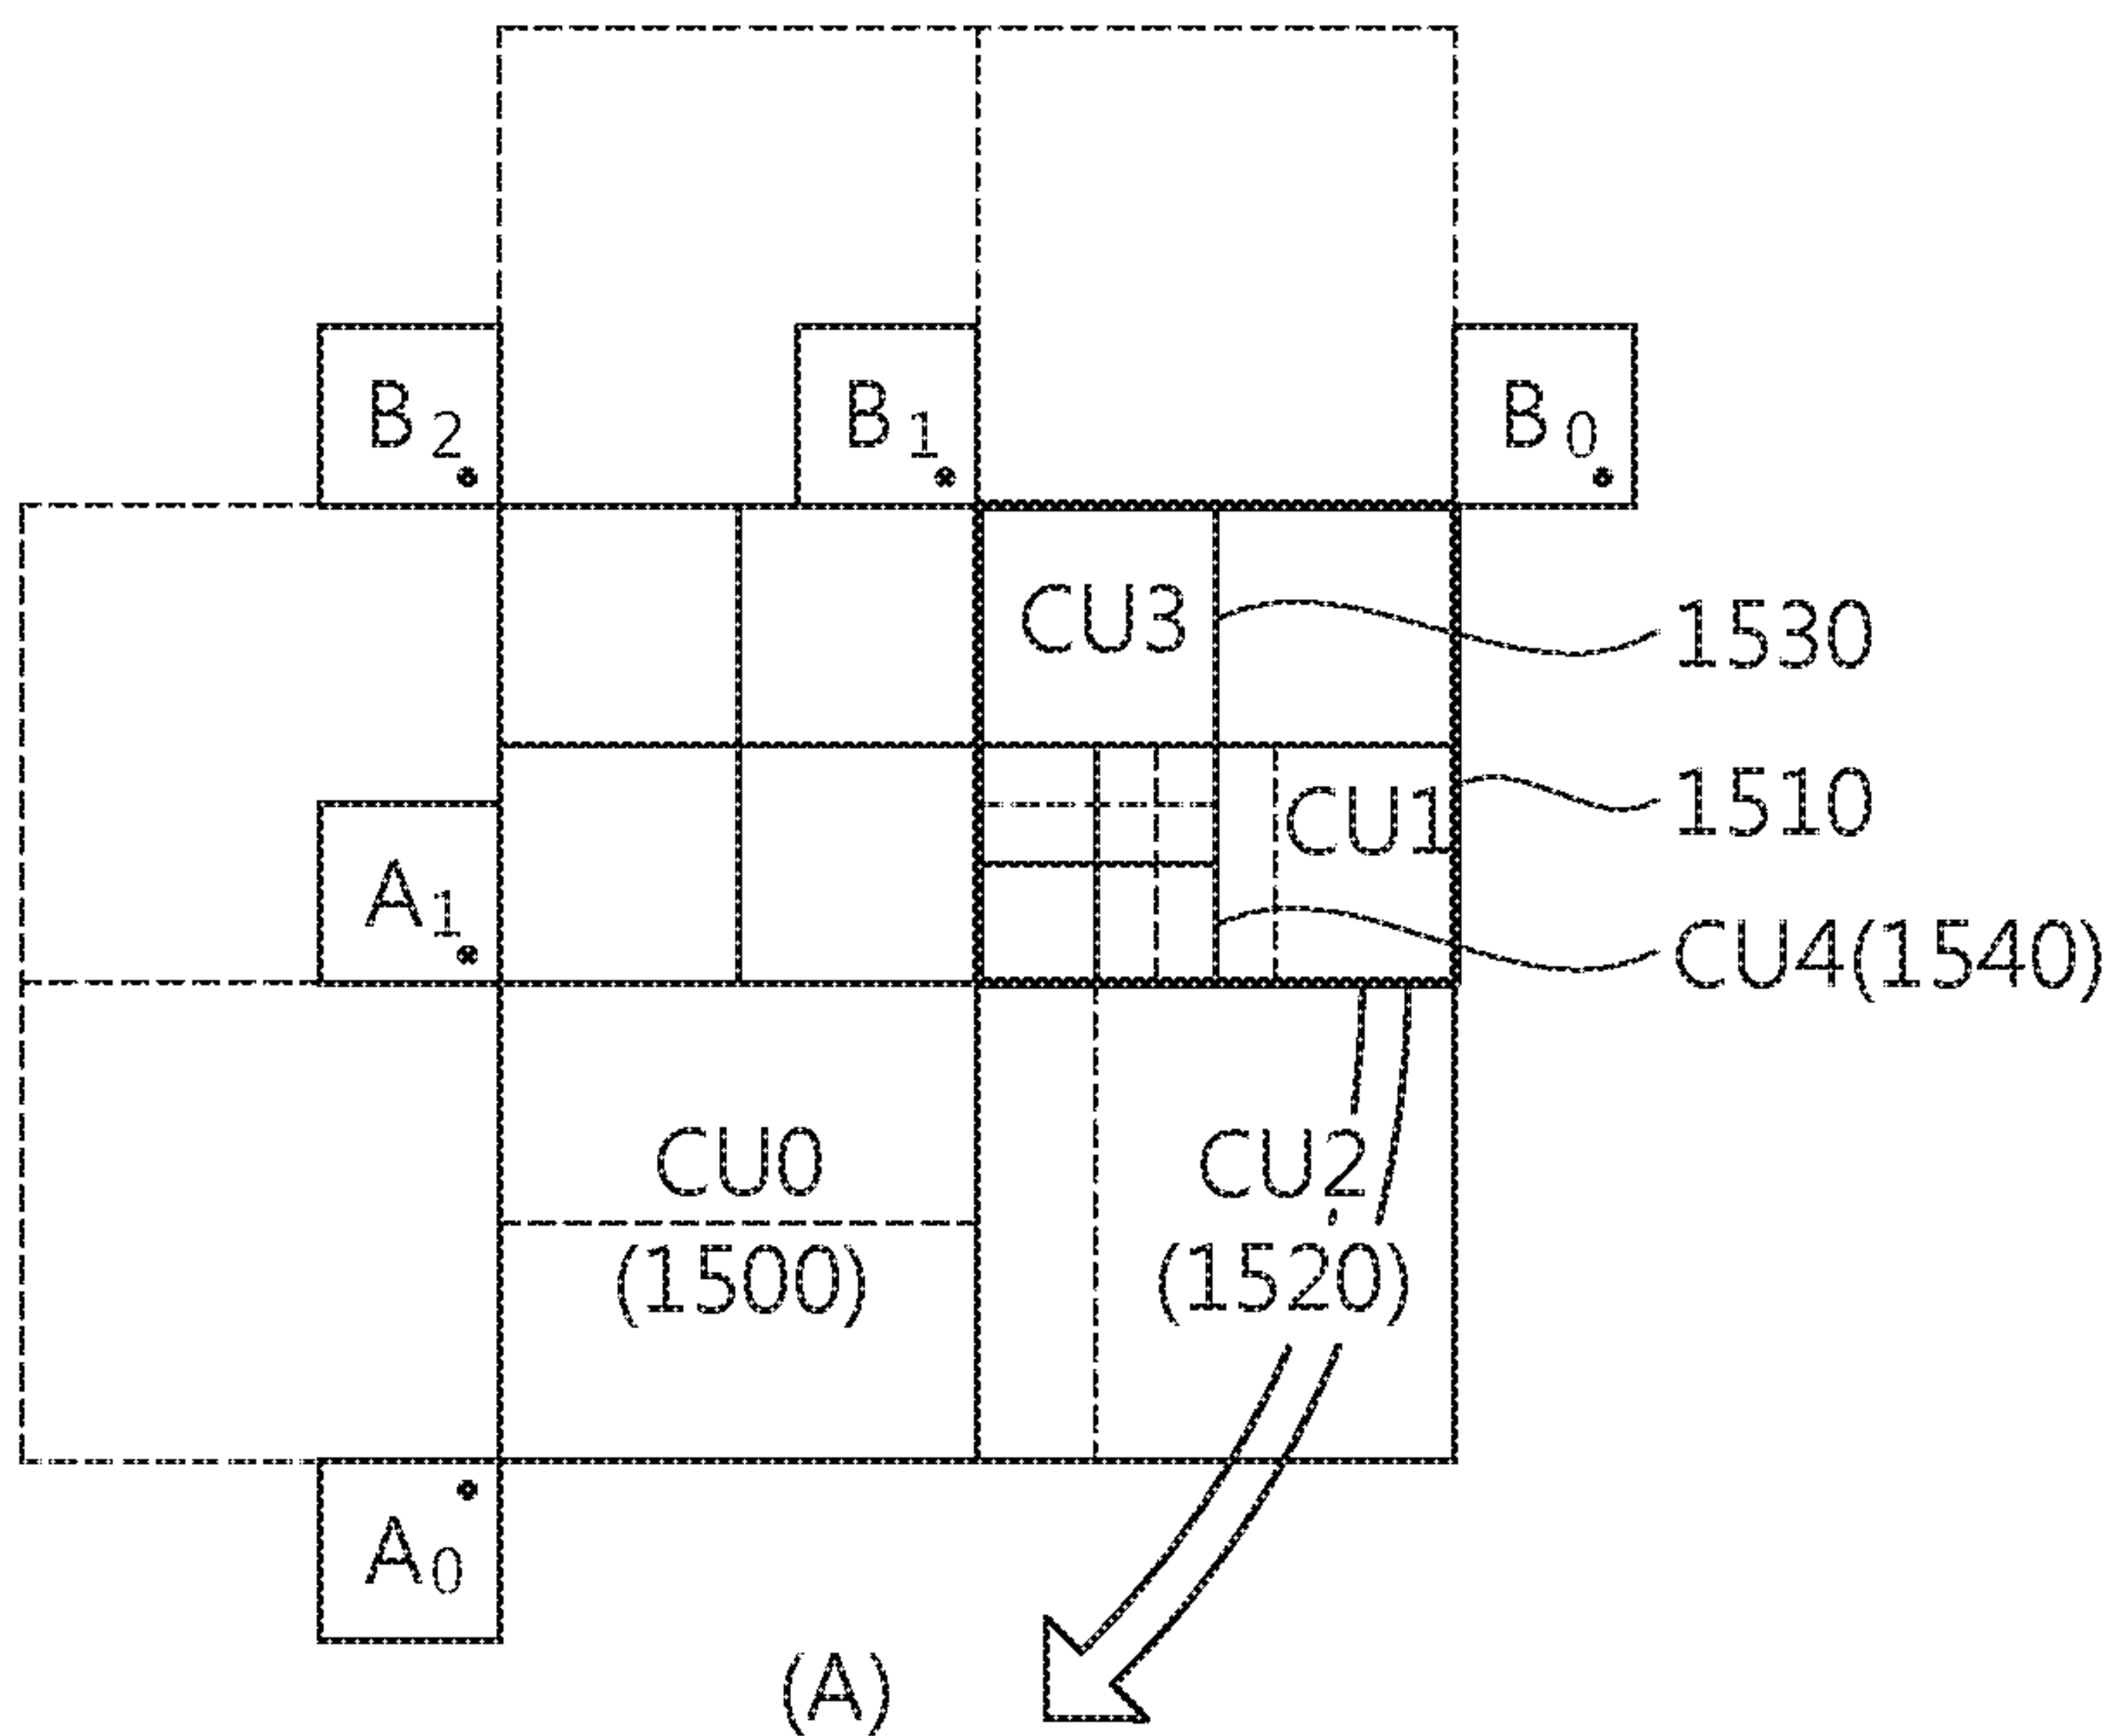 B2 B1 B0
CU3
1530
CU1
1510
A1
CU4(1540)
CU0
(1500)
CU2
(1520)
A0
(A)